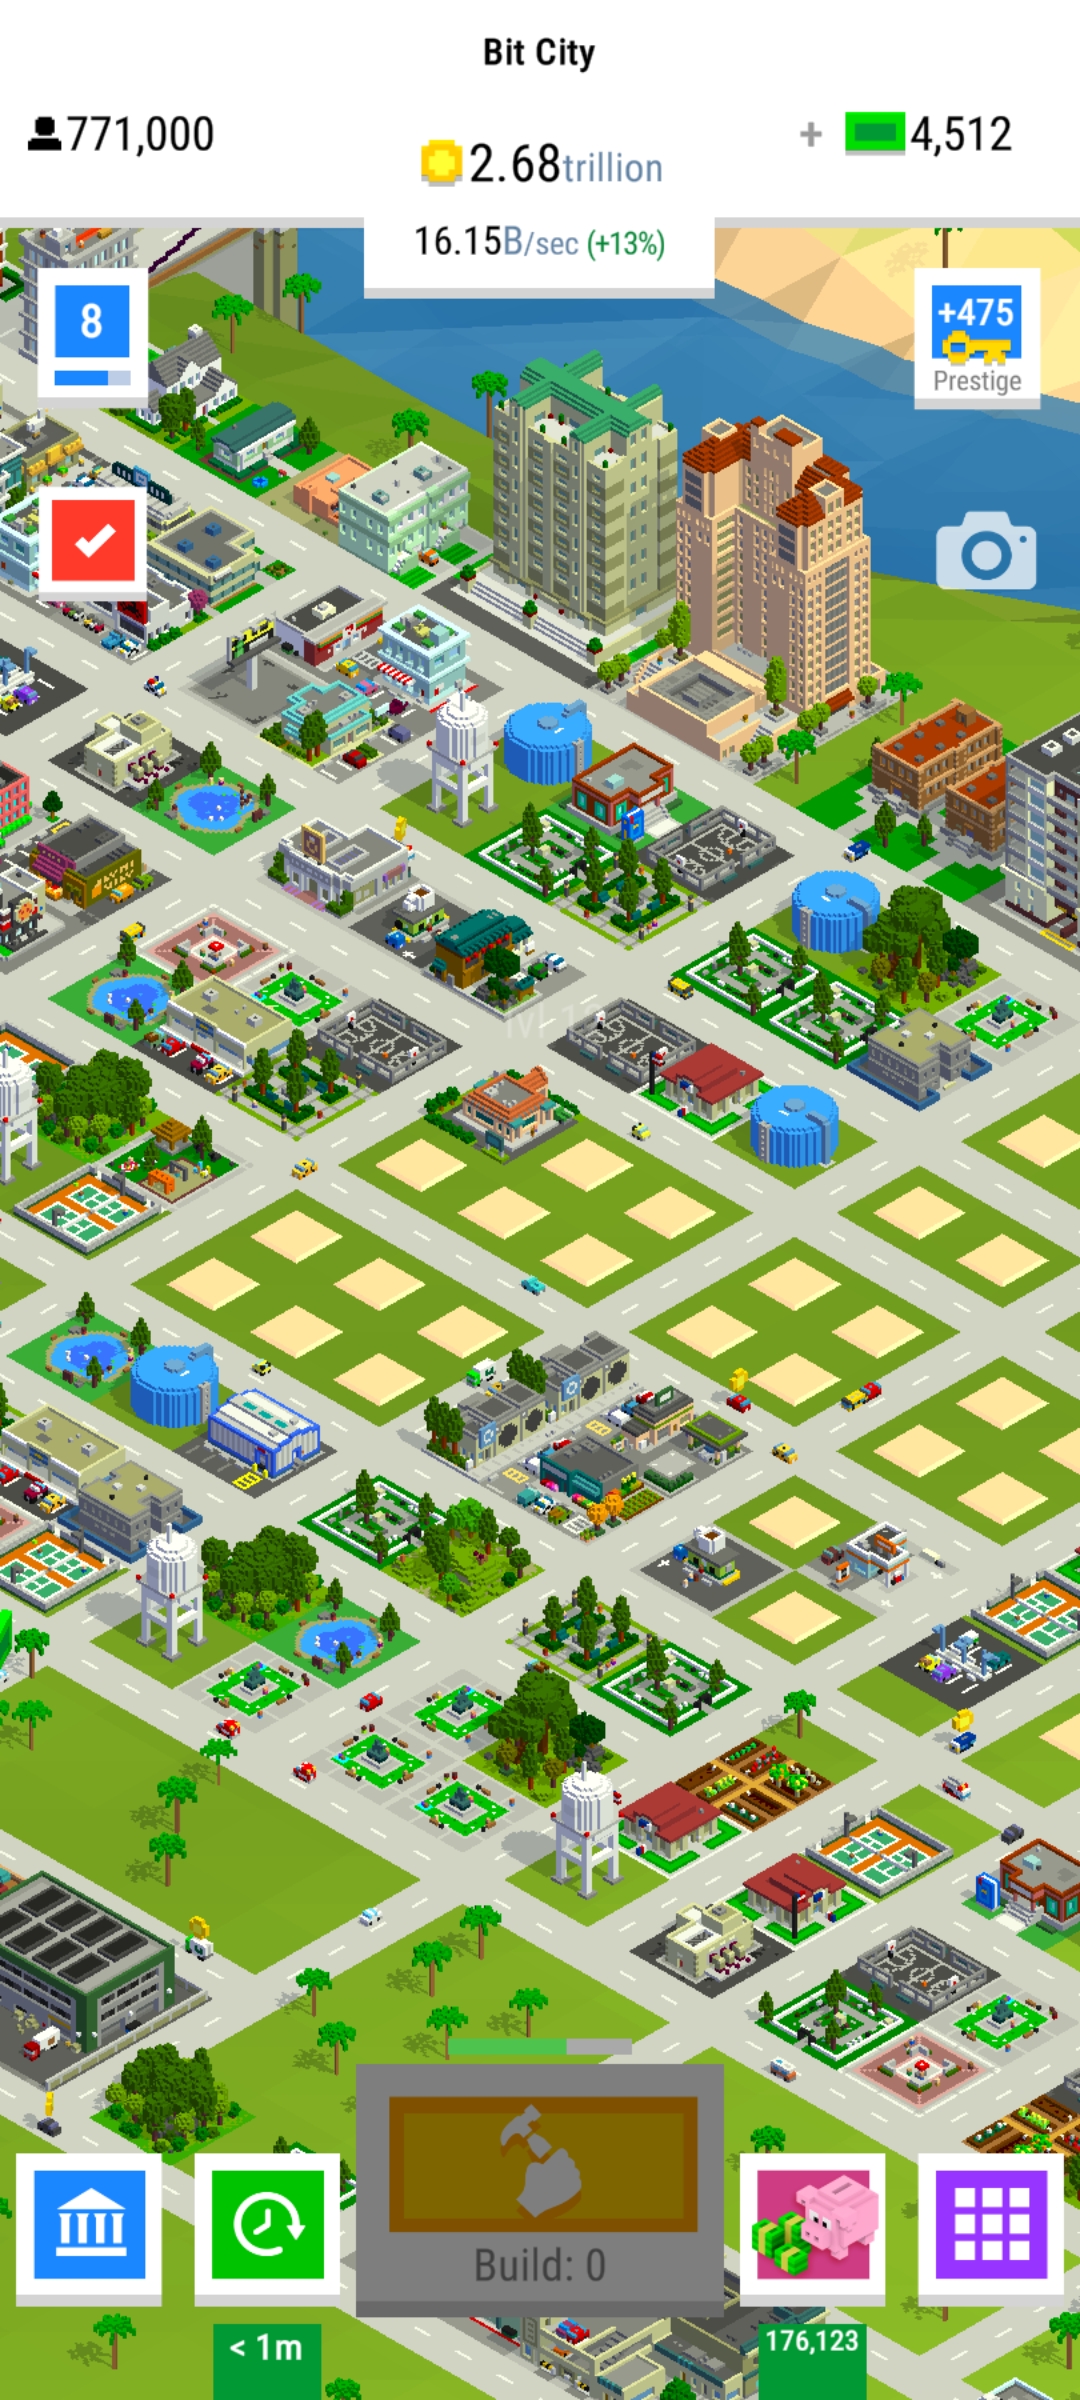 Bit City
771,000
2.68trillion
+ 4,512
16.15B/sec (+13%)
8
+475
Prestige
Build: 0
< 1m
176,123